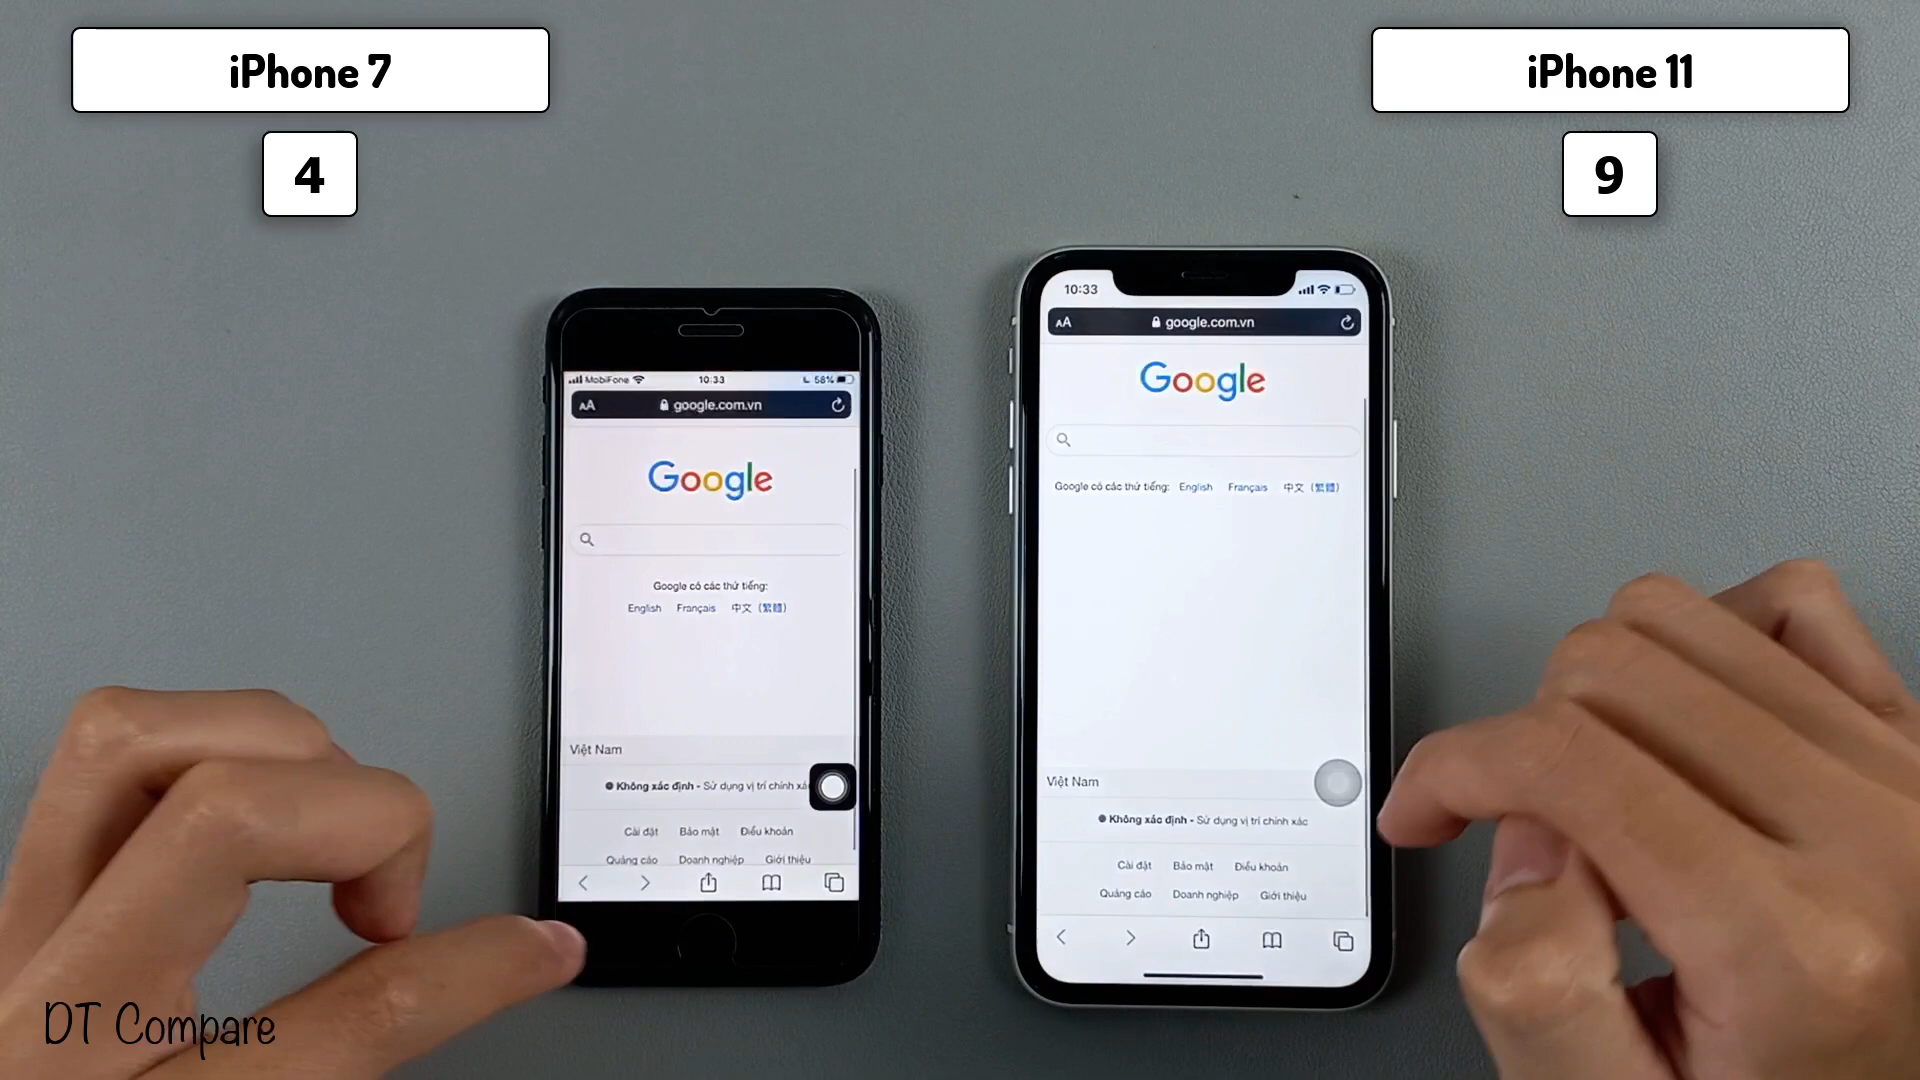 iPhone 7
4
iPhone 11
9
MobiFone 10:33 58%
AA google.com.vn
Google
Google có các thứ tiếng:
English Français 中文 (繁體)
Việt Nam
Không xác định - Sử dụng vị trí chính xác
Cài đặt Bảo mật Điều khoản
Quảng cáo Doanh nghiệp Giới thiệu
10:33
AA google.com.vn
Google
Google có các thứ tiếng: English Français 中文 (繁體)
Việt Nam
Không xác định - Sử dụng vị trí chính xác
Cài đặt Bảo mật Điều khoản
Quảng cáo Doanh nghiệp Giới thiệu
DT Compare